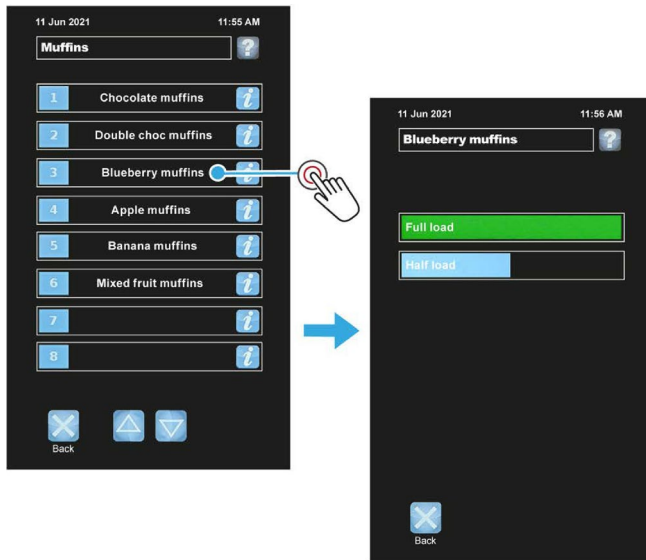 11 Jun 2021 11:55 AM
Muffins
?
1 Chocolate muffins i
2 Double choc muffins i
3 Blueberry muffins i
4 Apple muffins i
5 Banana muffins i
6 Mixed fruit muffins i
7 i
8 i
Back
11 Jun 2021 11:56 AM
Blueberry muffins
?
Full load
Half load
Back